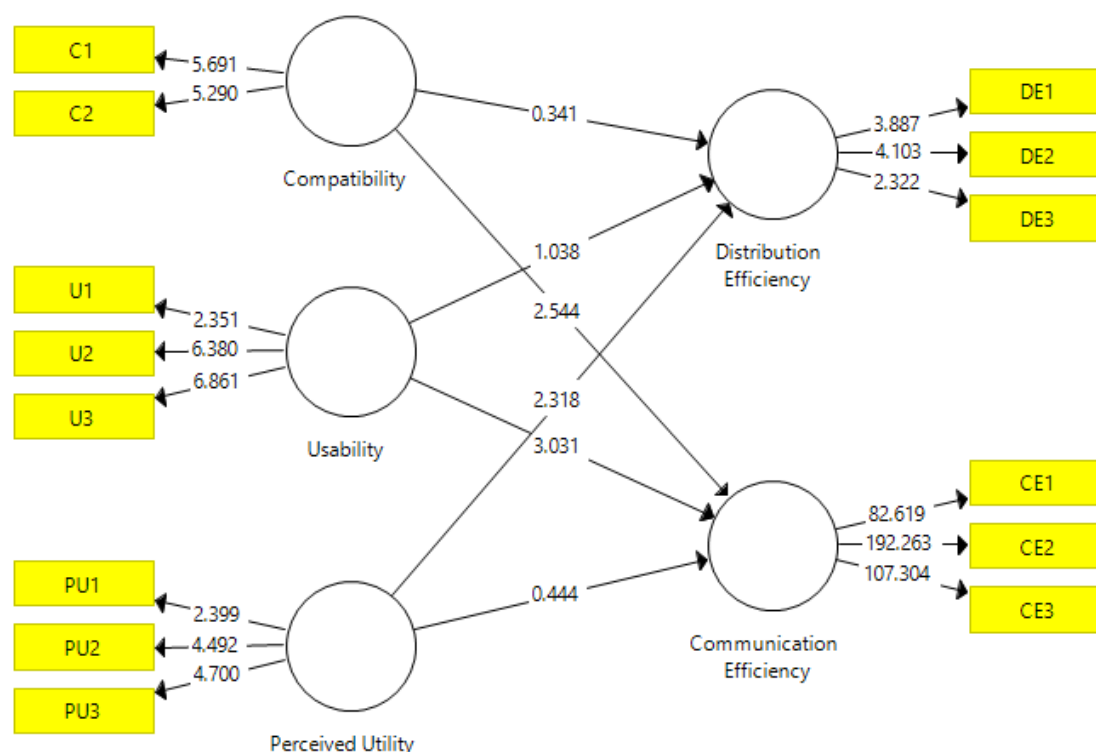 C1
5.691
5.290
C2
Compatibility
0.341
3.887
4.103
2.322
DE1
DE2
DE3
Distribution
Efficiency
U1
2.351
U2
6.380
6.861
U3
Usability
1.038
2.544
2.318
3.031
PU1
2.399
PU2
4.492
4.700
PU3
Perceived Utility
0.444
82.619
192.263
107.304
CE1
CE2
CE3
Communication
Efficiency